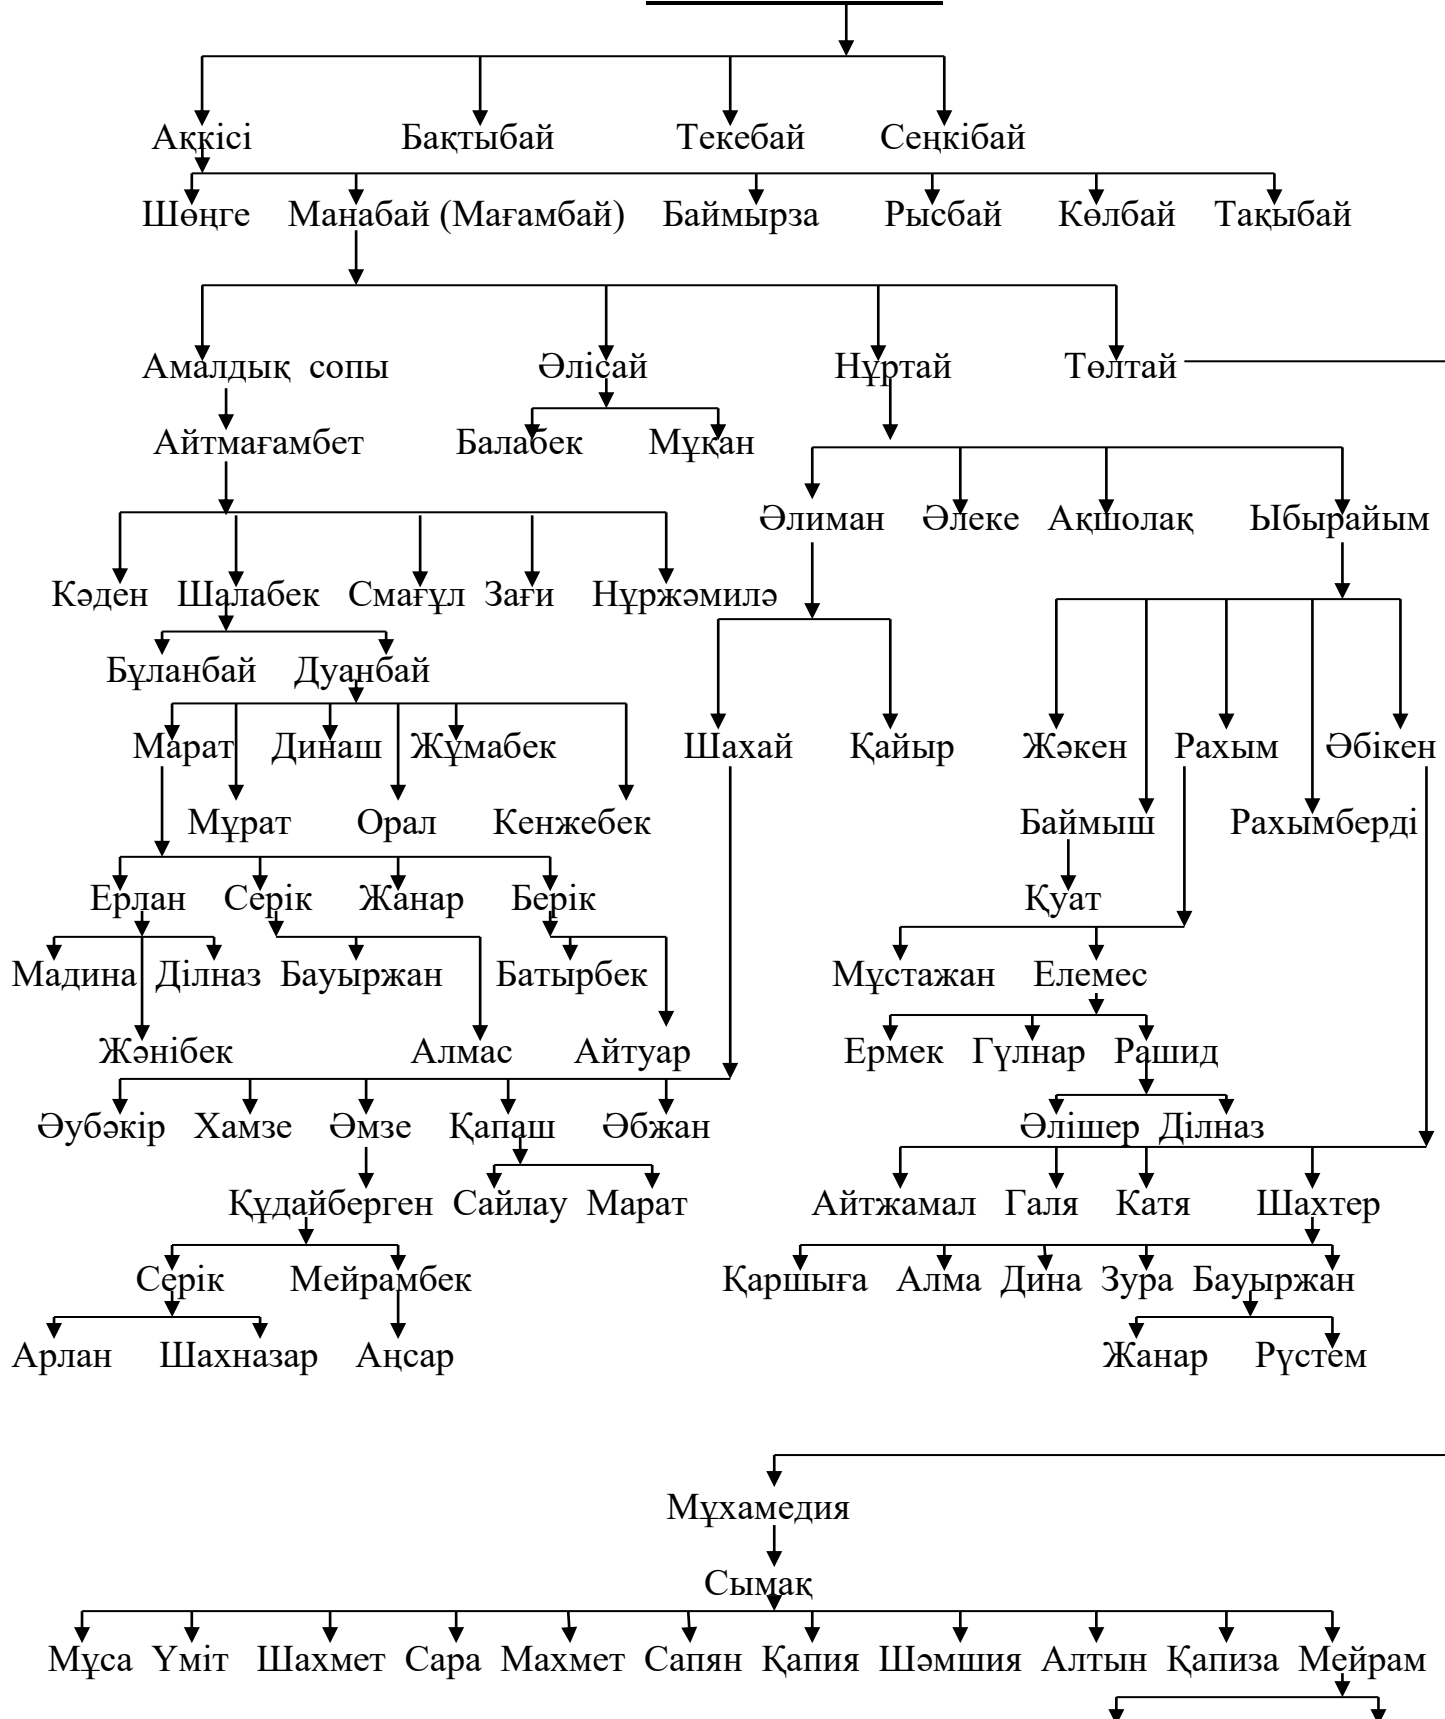 Аққісі Бақтыбай Текебай Сеңкібай
Шөңге Манабай (Мағамбай) Баймырза Рысбай Көлбай Тақыбай
Амалдық сопы Әлісай Нұртай Төлтай
Айтмағамбет Балабек Мұқан
Әлиман Әлеке Ақшолақ Ыбырайым
Кәден Шалабек Смағұл Зағи Нұржәмилә
Бұланбай Дуанбай
Марат Динаш Жұмабек Шахай Қайыр Жәкен Рахым Әбікен
Мұрат Орал Кенжебек Баймыш Рахымберді
Ерлан Серік Жанар Берік Қуат
Мадина Ділназ Бауыржан Батырбек Мұстажан Елемес
Жәнібек Алмас Айтуар Ермек Гүлнар Рашид
Әубәкір Хамзе Әмзе Қапаш Әбжан Әлішер Ділназ
Құдайберген Сайлау Марат Айтжамал Галя Катя Шахтер
Серік Мейрамбек Қаршыға Алма Дина Зура Бауыржан
Арлан Шахназар Аңсар Жанар Рүстем
Мұхамедия
Сымақ
Мұса Үміт Шахмет Сара Махмет Сапян Қапия Шәмшия Алтын Қапиза Мейрам